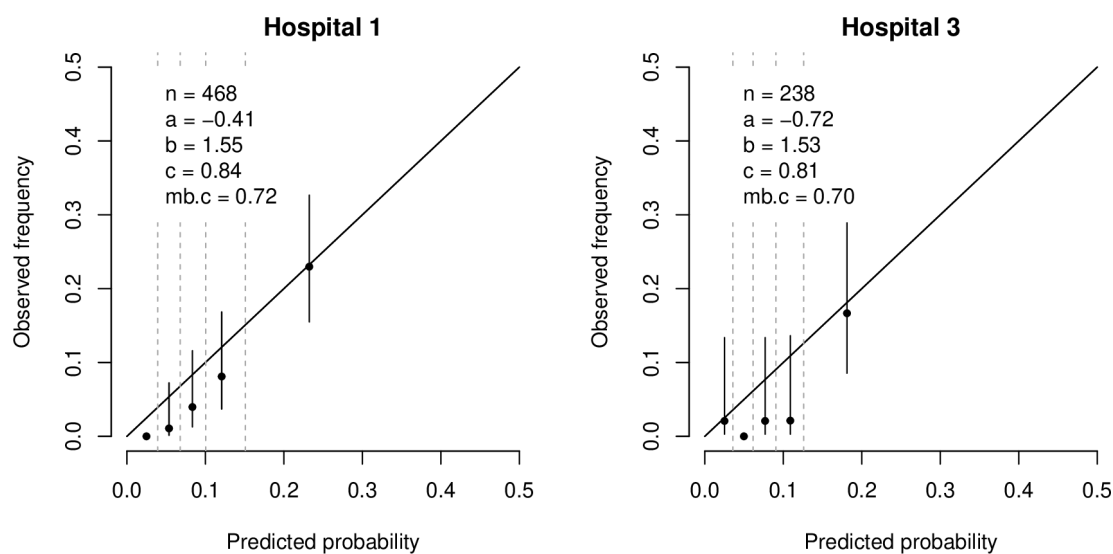 Hospital 1
n = 468
a = −0.41
b = 1.55
c = 0.84
mb.c = 0.72
Observed frequency
0.5
0.4
0.3
0.2
0.1
0.0
0.0 0.1 0.2 0.3 0.4 0.5
Predicted probability
Hospital 3
n = 238
a = −0.72
b = 1.53
c = 0.81
mb.c = 0.70
Observed frequency
0.5
0.4
0.3
0.2
0.1
0.0
0.0 0.1 0.2 0.3 0.4 0.5
Predicted probability